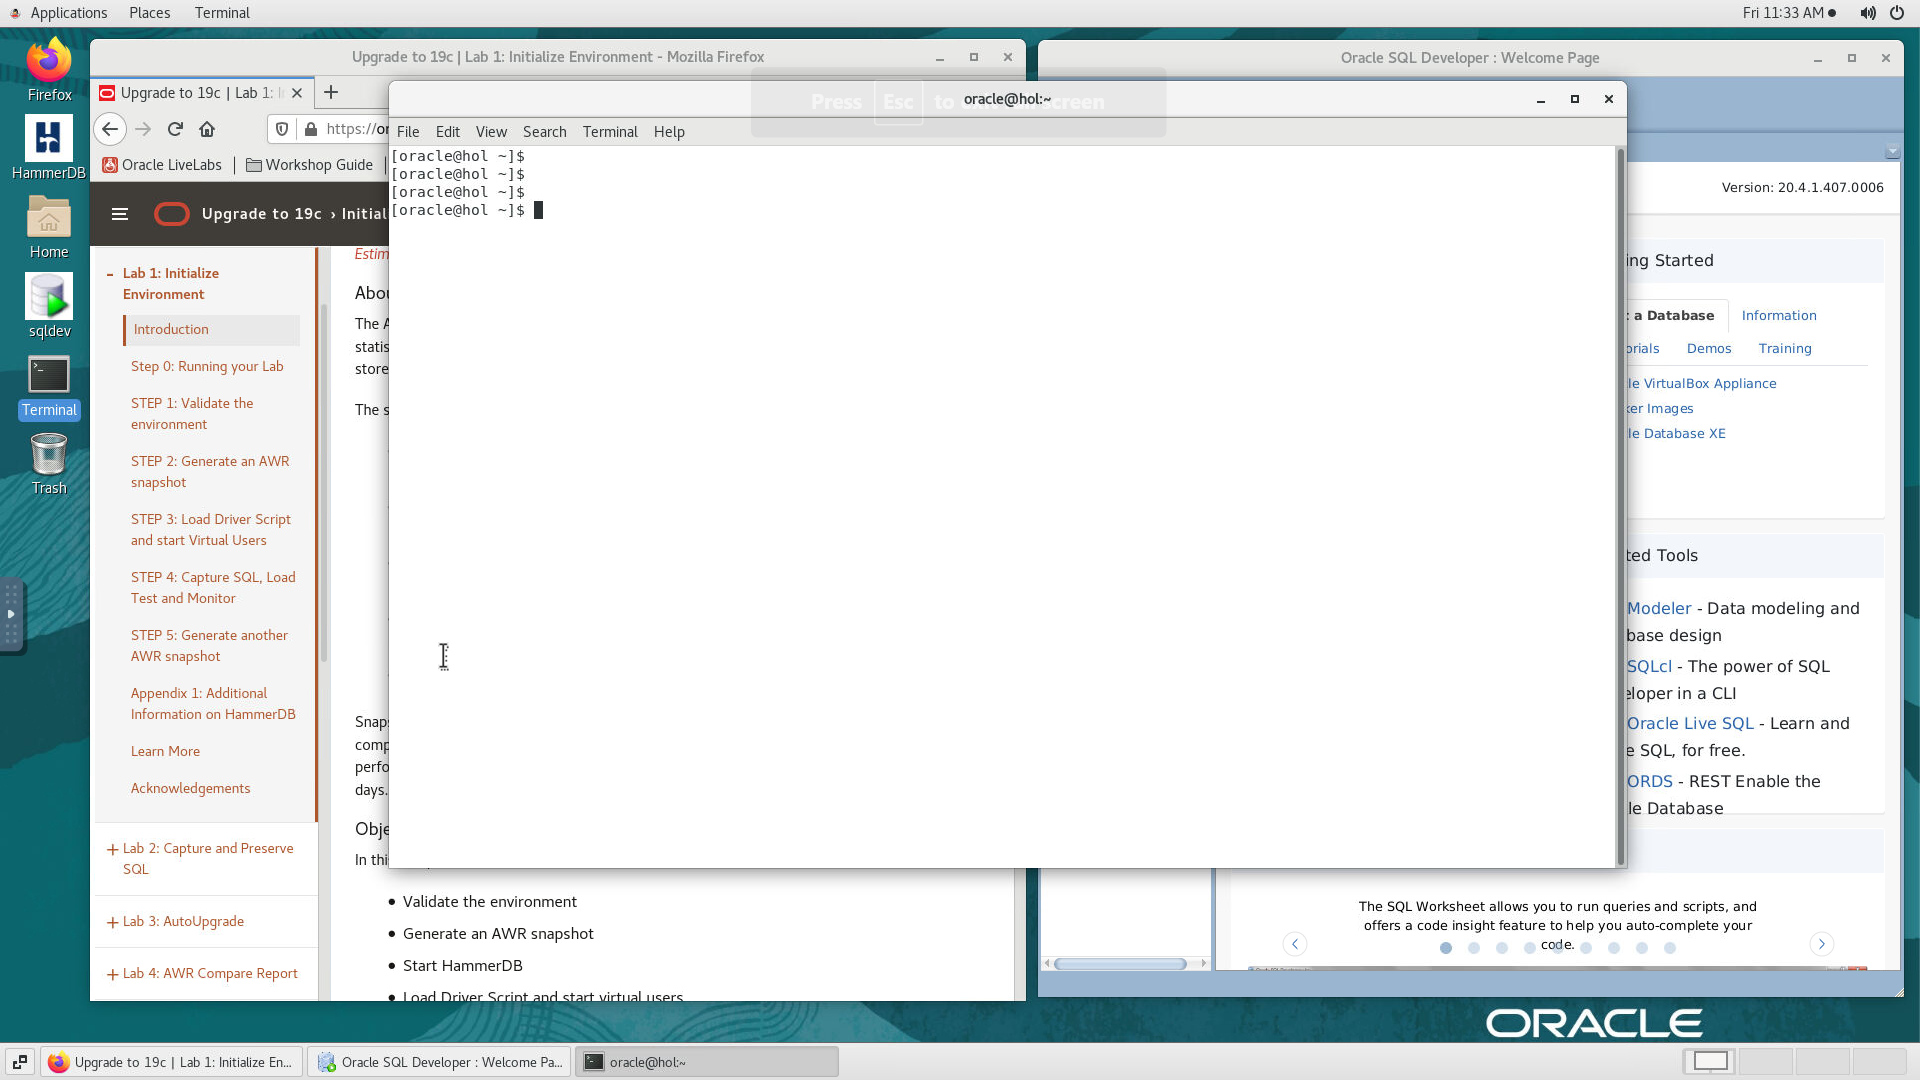 Applications Places Terminal
Fri 11:33 AM
Firefox
HammerDB
Home
sqldev
Terminal
Trash
Upgrade to 19c | Lab 1: Initialize Environment - Mozilla Firefox
Upgrade to 19c | Lab 1:
https://or
Oracle LiveLabs
Workshop Guide
Upgrade to 19c › Initial
Lab 1: Initialize
Environment
Introduction
Step 0: Running your Lab
STEP 1: Validate the
environment
STEP 2: Generate an AWR
snapshot
STEP 3: Load Driver Script
and start Virtual Users
STEP 4: Capture SQL, Load
Test and Monitor
STEP 5: Generate another
AWR snapshot
Appendix 1: Additional
Information on HammerDB
Learn More
Acknowledgements
Lab 2: Capture and Preserve
SQL
Lab 3: AutoUpgrade
Lab 4: AWR Compare Report
Estim
Abou
The A
statis
store
The s
Snaps
comp
perfo
days.
Obje
In this
Validate the environment
Generate an AWR snapshot
Start HammerDB
Load Driver Script and start virtual users
Press Esc to
screen
oracle@hol:~
File Edit View Search Terminal Help
[oracle@hol ~]$
[oracle@hol ~]$
[oracle@hol ~]$
[oracle@hol ~]$
Oracle SQL Developer : Welcome Page
Version: 20.4.1.407.0006
ing Started
a Database
Information
orials
Demos
Training
le VirtualBox Appliance
ker Images
le Database XE
ted Tools
Modeler - Data modeling and
base design
SQLcl - The power of SQL
eloper in a CLI
Oracle Live SQL - Learn and
e SQL, for free.
ORDS - REST Enable the
le Database
The SQL Worksheet allows you to run queries and scripts, and
offers a code insight feature to help you auto-complete your
code.
ORACLE
Upgrade to 19c | Lab 1: Initialize En...
Oracle SQL Developer : Welcome Pa...
oracle@hol:~